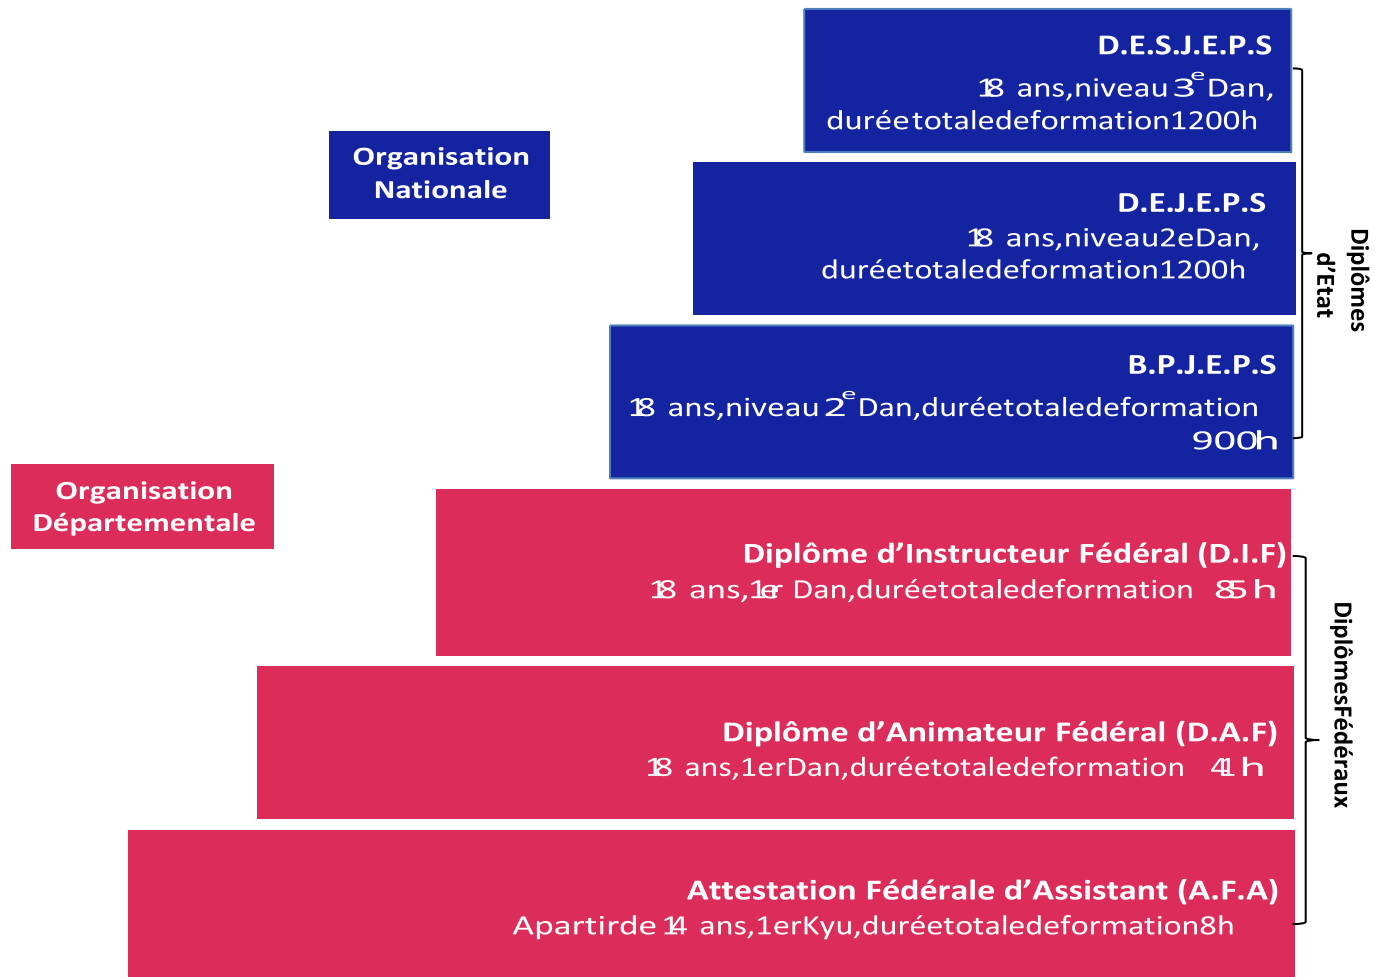 D.E.S.J.E.P.S
18 ans,niveau 3e Dan,
duréetotaledeformation1200h
Organisation
Nationale
D.E.J.E.P.S
18 ans,niveau2eDan,
duréetotaledeformation1200h
Diplômes
d’Etat
B.P.J.E.P.S
18 ans,niveau 2e Dan,duréetotaledeformation
900h
Organisation
Départementale
Diplôme d’Instructeur Fédéral (D.I.F)
18 ans,1er Dan,duréetotaledeformation 85 h
DiplômesFédéraux
Diplôme d’Animateur Fédéral (D.A.F)
18 ans,1erDan,duréetotaledeformation 41 h
Attestation Fédérale d’Assistant (A.F.A)
Apartirde 14 ans,1erKyu,duréetotaledeformation8h